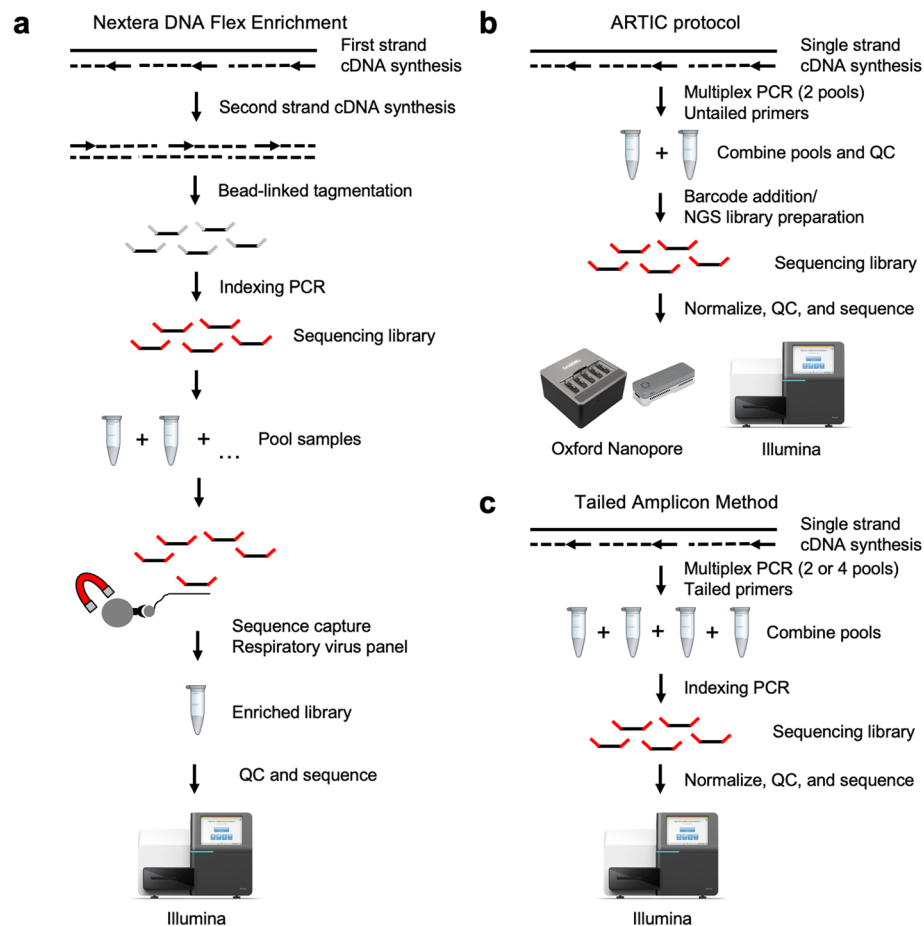 a
Nextera DNA Flex Enrichment
First strand
cDNA synthesis
Second strand cDNA synthesis
Bead-linked tagmentation
Indexing PCR
Sequencing library
+ + ...
Pool samples
Sequence capture
Respiratory virus panel
Enriched library
QC and sequence
Illumina
b
ARTIC protocol
Single strand
cDNA synthesis
Multiplex PCR (2 pools)
Untailed primers
+
Combine pools and QC
Barcode addition/
NGS library preparation
Sequencing library
Normalize, QC, and sequence
Oxford Nanopore
Illumina
c
Tailed Amplicon Method
Single strand
cDNA synthesis
Multiplex PCR (2 or 4 pools)
Tailed primers
+ + +
Combine pools
Indexing PCR
Sequencing library
Normalize, QC, and sequence
Illumina